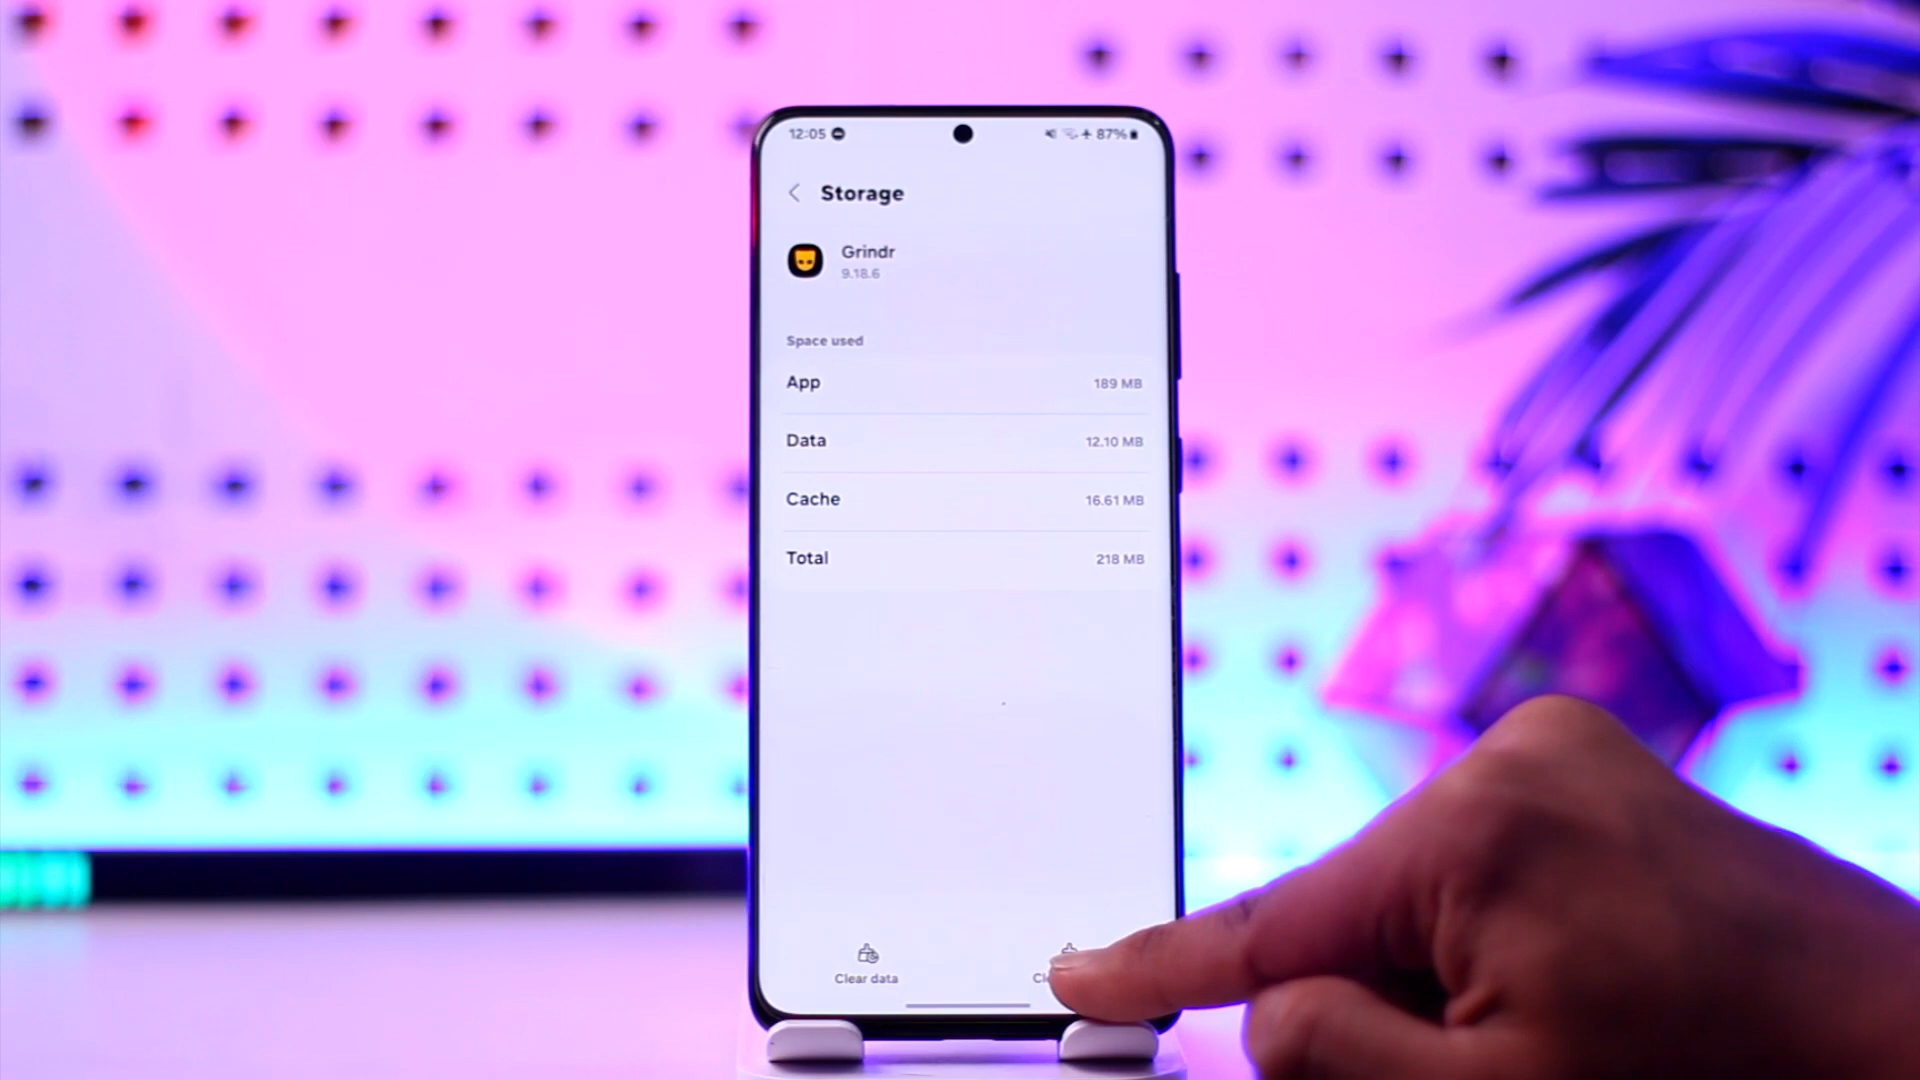 12:05 87%
Storage
Grindr
9.18.6
Space used
App 189 MB
Data 12.10 MB
Cache 16.61 MB
Total 218 MB
Clear data